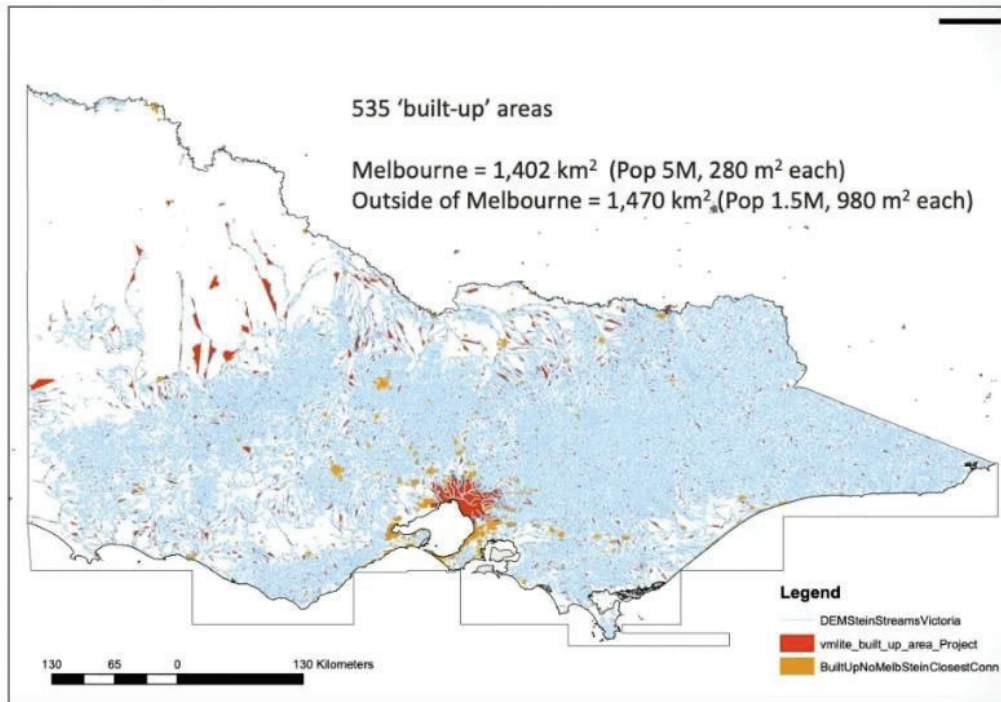 535 ‘built-up’ areas
Melbourne = 1,402 km² (Pop 5M, 280 m² each)
Outside of Melbourne = 1,470 km² (Pop 1.5M, 980 m² each)
Legend
DEMSteinStreamsVictoria
vmlite_built_up_area_Project
BuiltUpNoMelbSteinClosestConn
130 65 0 130 Kilometers